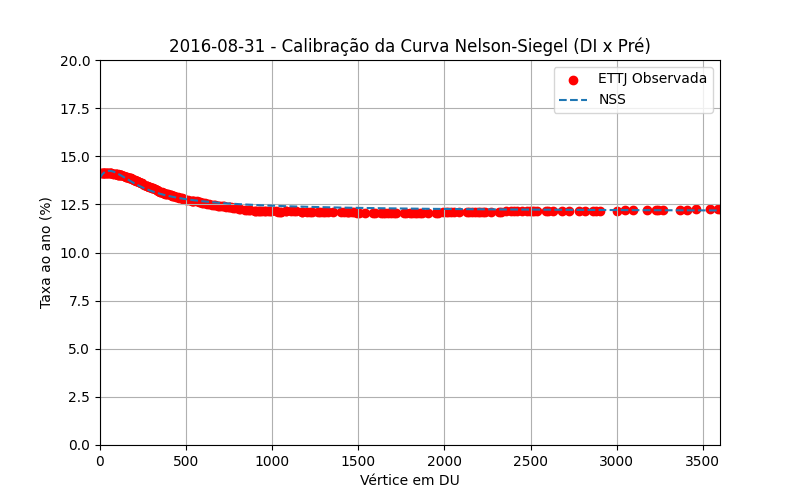 2016-08-31 - Calibração da Curva Nelson-Siegel (DI x Pré)
ETTJ Observada
NSS
Taxa ao ano (%)
20.0
17.5
15.0
12.5
10.0
7.5
5.0
2.5
0.0
0 500 1000 1500 2000 2500 3000 3500
Vértice em DU